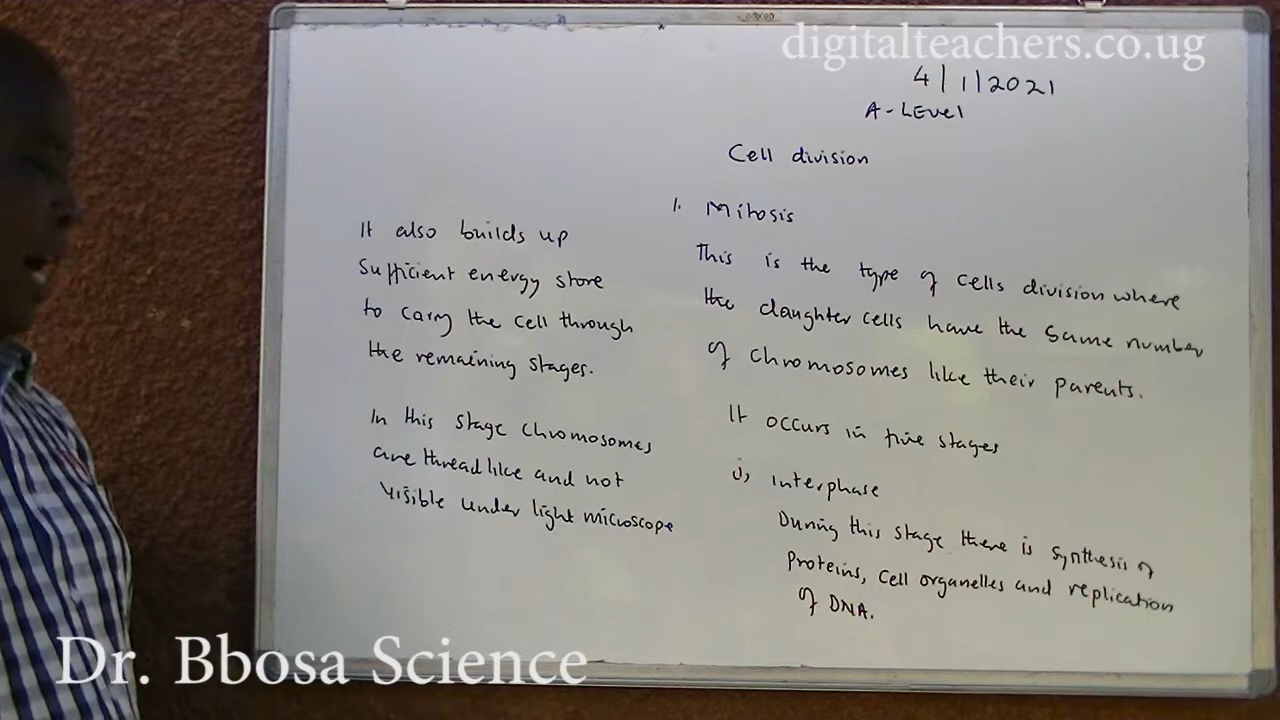 digitalteachers.co.ug
4/1/2021
A-Level
Cell division
1. Mitosis
This is the type of cells division where
the daughter cells have the same number
of chromosomes like their parents.
It occurs in five stages
i) interphase
During this stage there is synthesis of
Proteins, cell organelles and replication
of DNA.
It also builds up
Sufficient energy store
to carry the cell through
the remaining stages.
In this stage chromosomes
are thread like and not
visible under light microscope
Dr. Bbosa Science